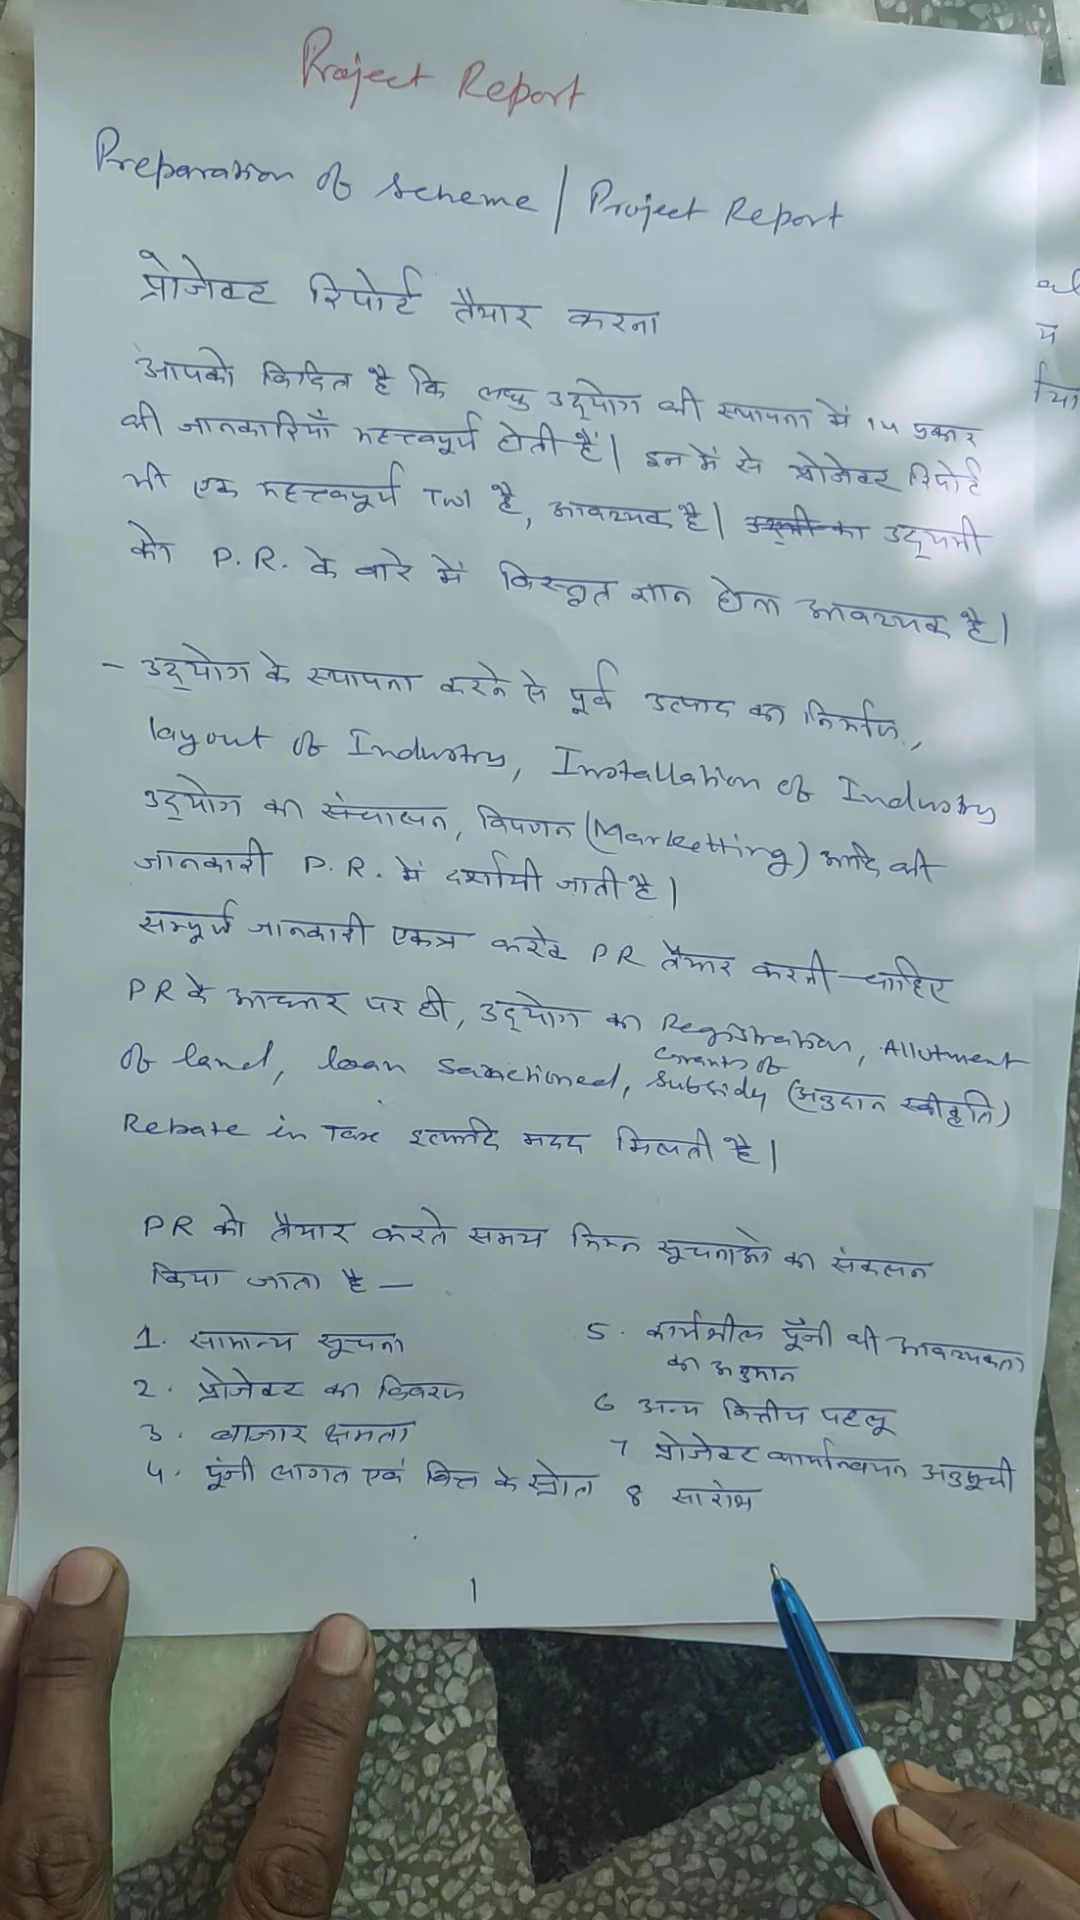 Project Report
Preparation of Scheme / Project Report
प्रोजेक्ट रिपोर्ट तैयार करना
आपको विदित है कि लघु उद्योग की स्थापना में 14 प्रकार
की जानकारियाँ महत्त्वपूर्ण होती हैं। इन में से प्रोजेक्ट रिपोर्ट
भी एक महत्त्वपूर्ण Tool है, आवश्यक है। उद्यमी
को P.R. के बारे में विस्तृत ज्ञान होना आवश्यक है।
- उद्योग के स्थापना करने से पूर्व उत्पाद का निर्माण,
layout of Industry, Installation of Industry
उद्योग का संचालन, विपणन (Marketting) आदि की
जानकारी P.R. में दर्शायी जाती है।
सम्पूर्ण जानकारी एकत्र करके PR तैयार करनी चाहिए
PR के आधार पर ही, उद्योग का Registration, Allutment
of land, loan Sanctioned, Grants of Subsidy (अनुदान स्वीकृति)
Rebate in Tax इत्यादि मदद मिलती है।
PR को तैयार करते समय निम्न सूचनाओं का संकलन
किया जाता है —
1. सामान्य सूचना
2. प्रोजेक्ट का विवरण
3. बाजार क्षमता
4. पूंजी लागत एवं वित्त के स्रोत
5. कार्यशील पूँजी की आवश्यकता
का अनुमान
6 अन्य वित्तीय पहलू
7 प्रोजेक्ट कार्यान्वयन अनुसूची
8 सारांश
1